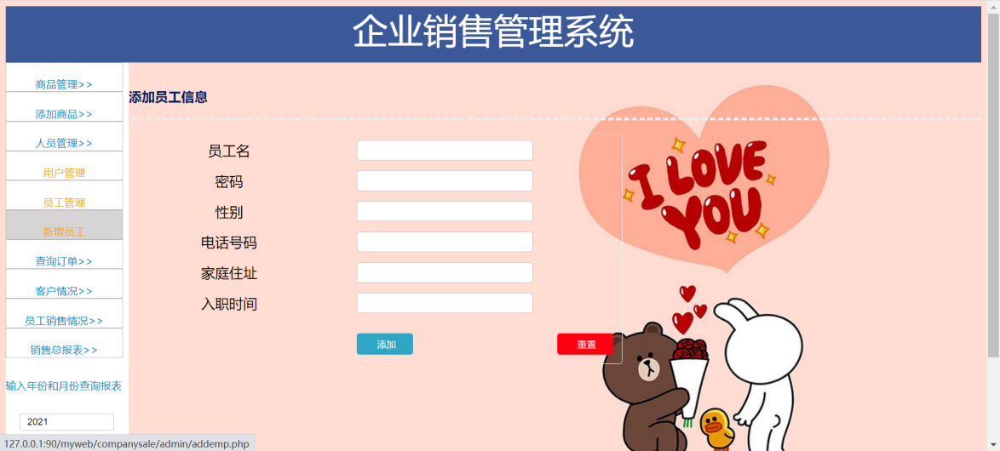 企业销售管理系统
商品管理>>
添加商品>>
人员管理>>
用户管理
员工管理
新增员工
查询订单>>
客户情况>>
员工销售情况>>
销售总报表>>
输入年份和月份查询报表
2021
添加员工信息
员工名
密码
性别
电话号码
家庭住址
入职时间
添加
重置
I LOVE
YOU
127.0.0.1:90/myweb/companysale/admin/addemp.php